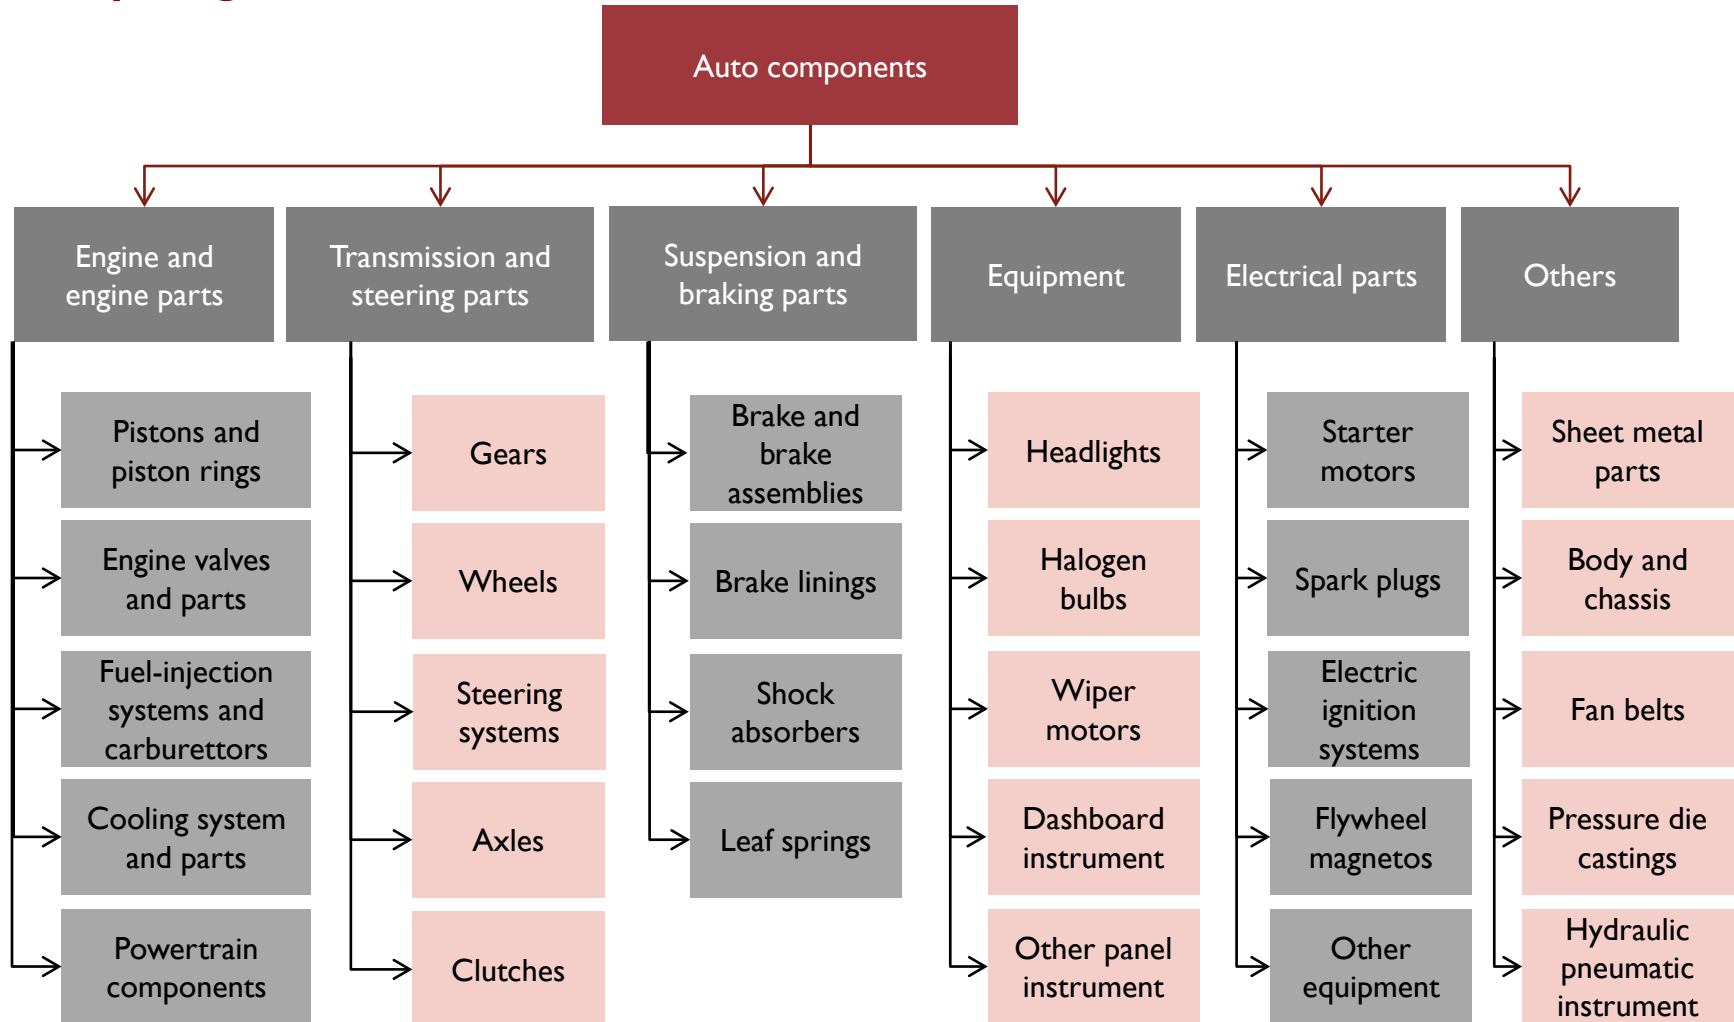 Auto components
Engine and
engine parts
Transmission and
steering parts
Suspension and
braking parts
Equipment
Electrical parts
Others
Pistons and
piston rings
Engine valves
and parts
Fuel-injection
systems and
carburettors
Cooling system
and parts
Powertrain
components
Gears
Wheels
Steering
systems
Axles
Clutches
Brake and
brake
assemblies
Brake linings
Shock
absorbers
Leaf springs
Headlights
Halogen
bulbs
Wiper
motors
Dashboard
instrument
Other panel
instrument
Starter
motors
Spark plugs
Electric
ignition
systems
Flywheel
magnetos
Other
equipment
Sheet metal
parts
Body and
chassis
Fan belts
Pressure die
castings
Hydraulic
pneumatic
instrument